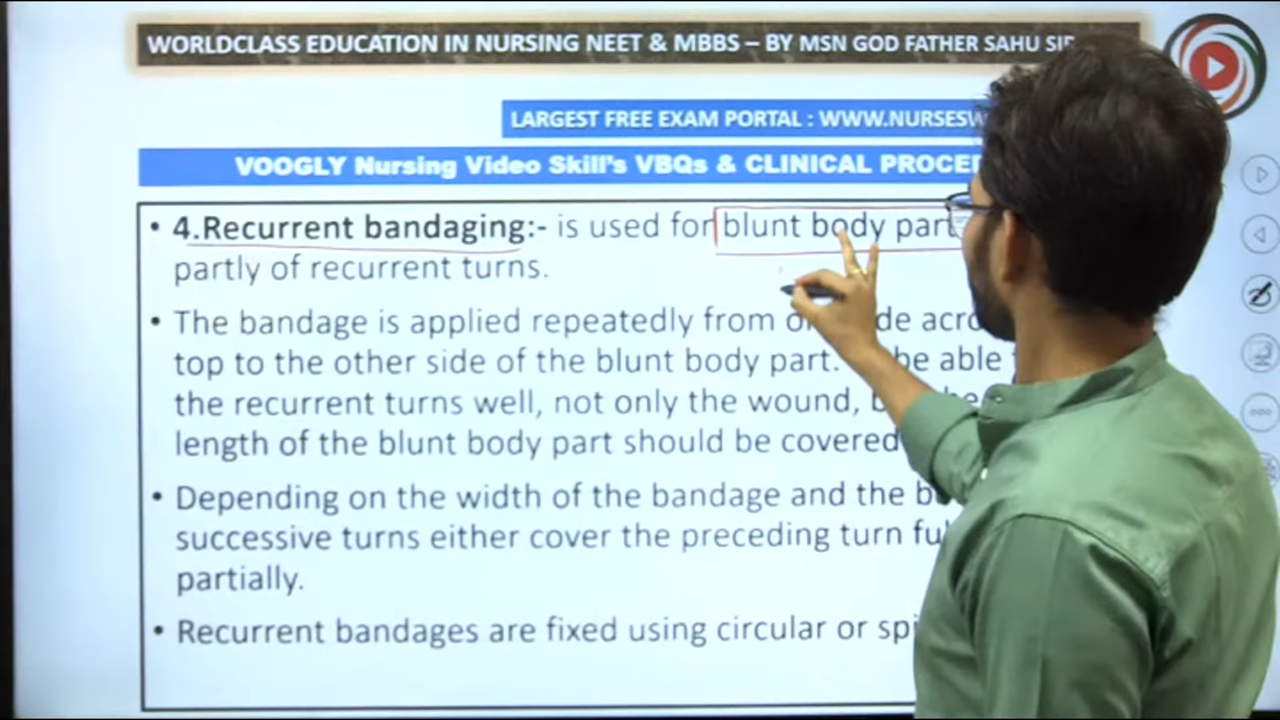 WORLDCLASS EDUCATION IN NURSING NEET & MBBS – BY MSN GOD FATHER SAHU SIR
LARGEST FREE EXAM PORTAL : WWW.NURSESW
VOOGLY Nursing Video Skill's VBQs & CLINICAL PROCED
• 4.Recurrent bandaging:- is used for blunt body part
partly of recurrent turns.
• The bandage is applied repeatedly from
top to the other side of the blunt body part. be able
the recurrent turns well, not only the wound,
length of the blunt body part should be covered
• Depending on the width of the bandage and the
successive turns either cover the preceding turn
partially.
• Recurrent bandages are fixed using circular or